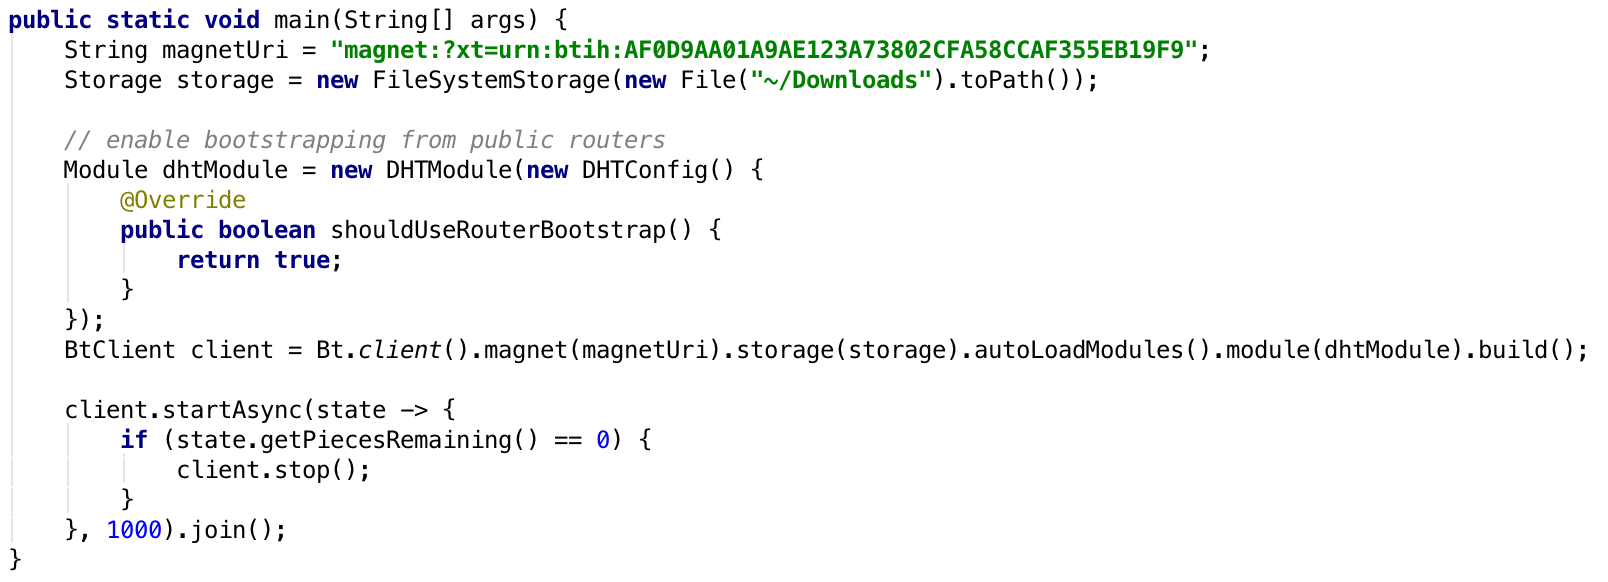 public static void main(String[] args) {
    String magnetUri = "magnet:?xt=urn:btih:AF0D9AA01A9AE123A73802CFA58CCAF355EB19F9";
    Storage storage = new FileSystemStorage(new File("~/Downloads").toPath());

    // enable bootstrapping from public routers
    Module dhtModule = new DHTModule(new DHTConfig() {
        @Override
        public boolean shouldUseRouterBootstrap() {
            return true;
        }
    });
    BtClient client = Bt.client().magnet(magnetUri).storage(storage).autoLoadModules().module(dhtModule).build();

    client.startAsync(state -> {
        if (state.getPiecesRemaining() == 0) {
            client.stop();
        }
    }, 1000).join();
}